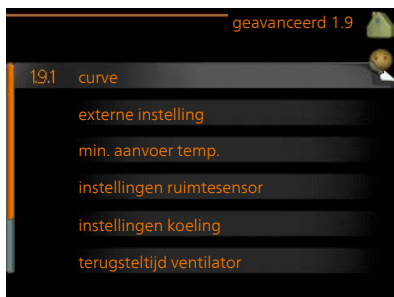 geavanceerd 1.9
1.9.1 curve
externe instelling
min. aanvoer temp.
instellingen ruimtesensor
instellingen koeling
terugsteltijd ventilator